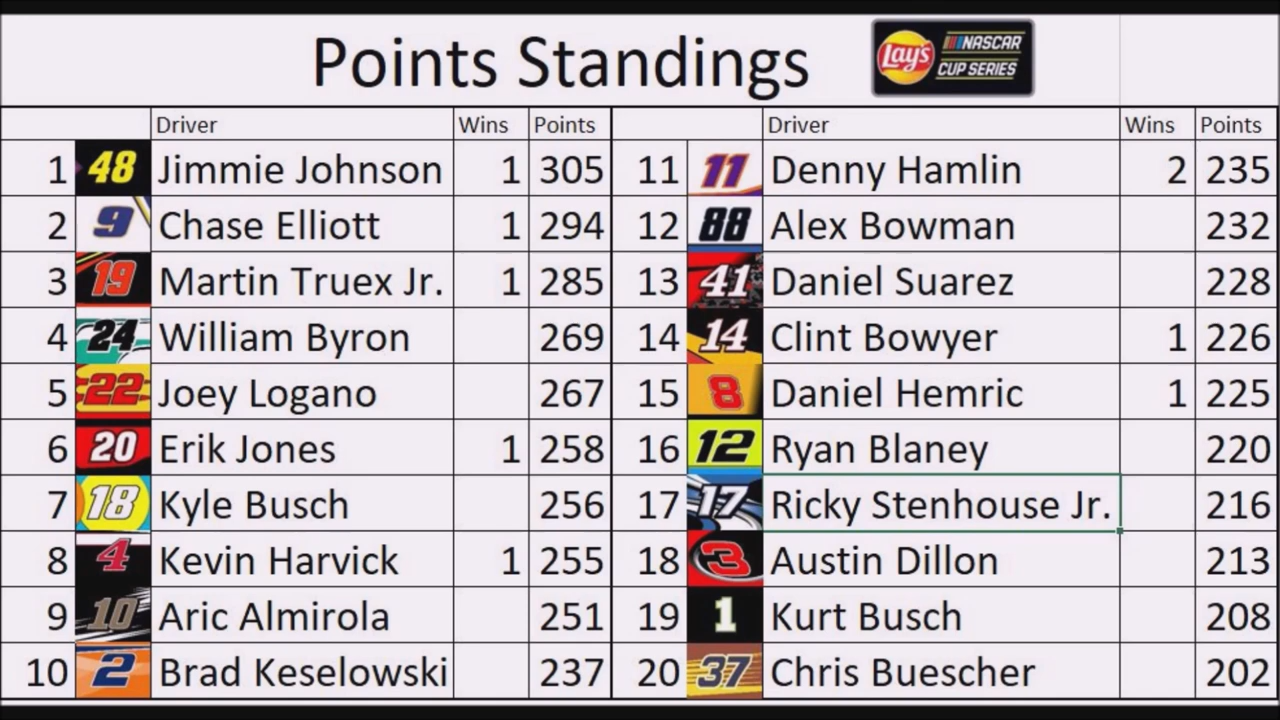 Points Standings
Lay's NASCAR CUP SERIES
Driver Wins Points Driver Wins Points
1 48 Jimmie Johnson 1 305 11 11 Denny Hamlin 2 235
2 9 Chase Elliott 1 294 12 88 Alex Bowman 232
3 19 Martin Truex Jr. 1 285 13 41 Daniel Suarez 228
4 24 William Byron 269 14 14 Clint Bowyer 1 226
5 22 Joey Logano 267 15 8 Daniel Hemric 1 225
6 20 Erik Jones 1 258 16 12 Ryan Blaney 220
7 18 Kyle Busch 256 17 17 Ricky Stenhouse Jr. 216
8 4 Kevin Harvick 1 255 18 3 Austin Dillon 213
9 10 Aric Almirola 251 19 1 Kurt Busch 208
10 2 Brad Keselowski 237 20 37 Chris Buescher 202